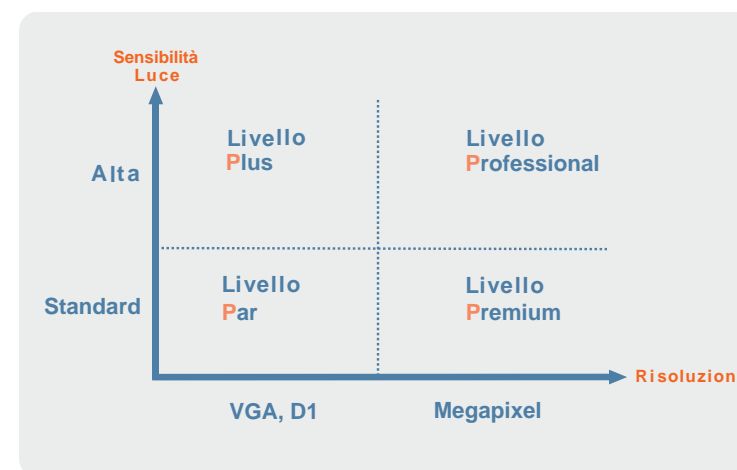 Sensibilità
Luce
Livello
Plus
Livello
Professional
Alta
Livello
Par
Livello
Premium
Standard
Risoluzion
VGA, D1
Megapixel